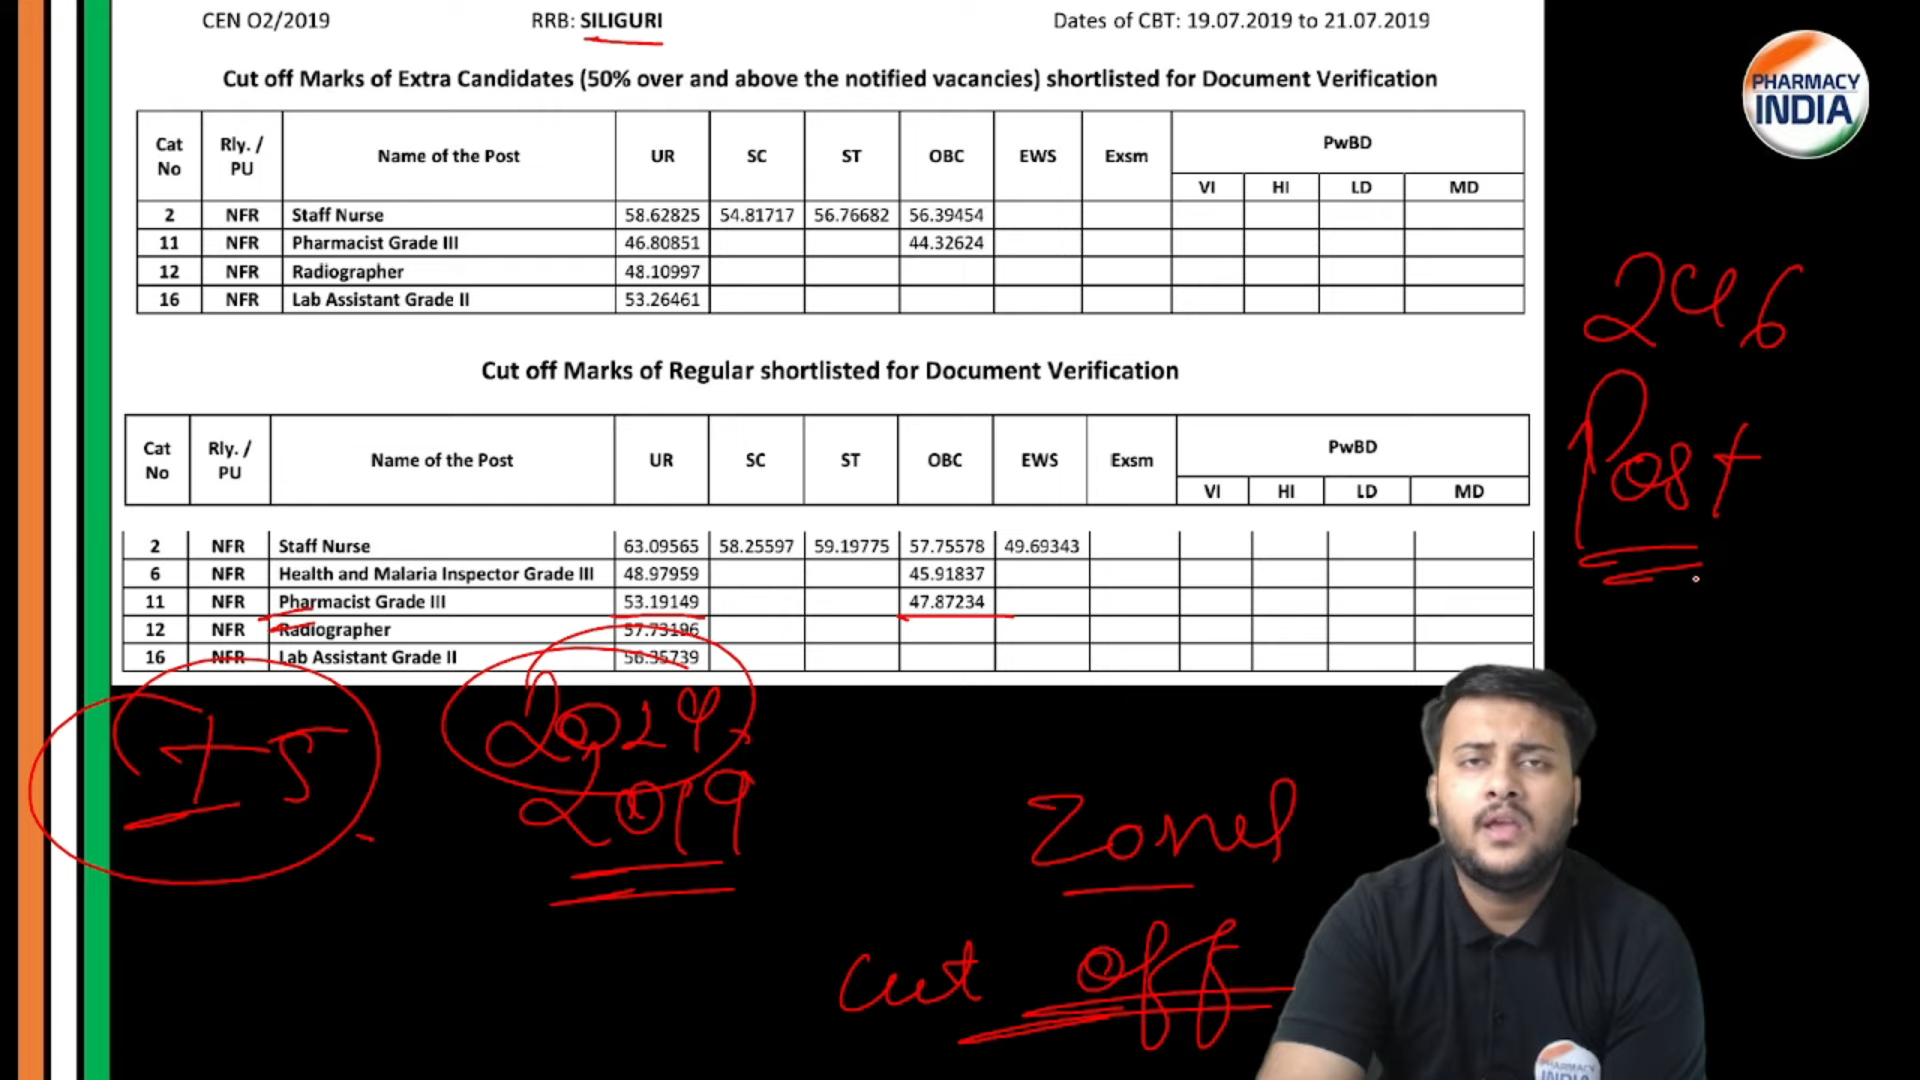 CEN O2/2019 RRB: SILIGURI Dates of CBT: 19.07.2019 to 21.07.2019
PHARMACY
INDIA
Cut off Marks of Extra Candidates (50% over and above the notified vacancies) shortlisted for Document Verification
Cat No Rly. / PU Name of the Post UR SC ST OBC EWS Exsm PwBD
VI HI LD MD
2 NFR Staff Nurse 58.62825 54.81717 56.76682 56.39454
11 NFR Pharmacist Grade III 46.80851 44.32624
12 NFR Radiographer 48.10997
16 NFR Lab Assistant Grade II 53.26461
246
Post
Cut off Marks of Regular shortlisted for Document Verification
Cat No Rly. / PU Name of the Post UR SC ST OBC EWS Exsm PwBD
VI HI LD MD
2 NFR Staff Nurse 63.09565 58.25597 59.19775 57.75578 49.69343
6 NFR Health and Malaria Inspector Grade III 48.97959 45.91837
11 NFR Pharmacist Grade III 53.19149 47.87234
12 NFR Radiographer 57.73196
16 NFR Lab Assistant Grade II 56.35739
2024
2019
Cut off
PHARMACY
INDIA